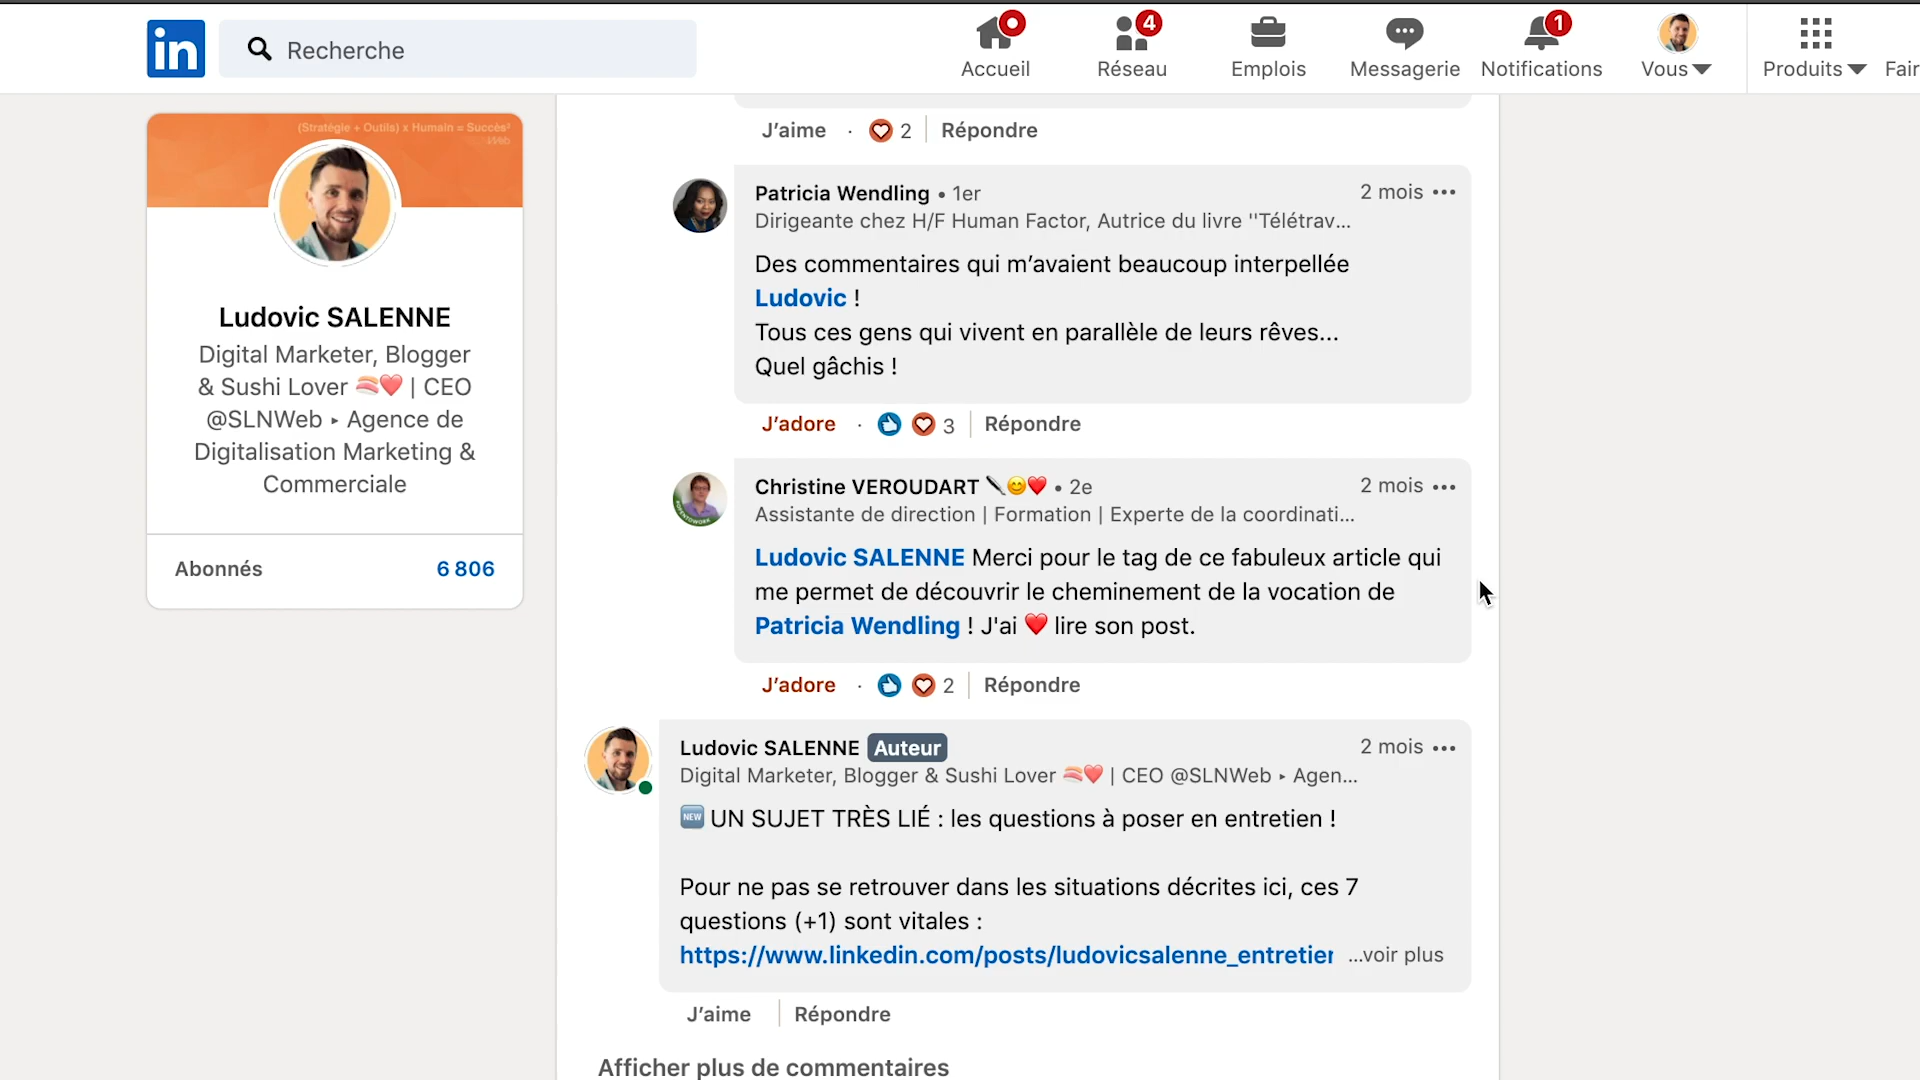 in
Recherche
Accueil
4
Réseau
Emplois
Messagerie
1
Notifications
Vous
Produits
Fair
(Stratégie + Outils) x Humain = Succès²
Ludovic SALENNE
Digital Marketer, Blogger
& Sushi Lover 🍣❤️ | CEO
@SLNWeb ▸ Agence de
Digitalisation Marketing &
Commerciale
Abonnés 6 806
J’aime · 2 Répondre
Patricia Wendling • 1er 2 mois
Dirigeante chez H/F Human Factor, Autrice du livre ''Télétrav...
Des commentaires qui m’avaient beaucoup interpellée
Ludovic !
Tous ces gens qui vivent en parallèle de leurs rêves...
Quel gâchis !
J’adore · 3 Répondre
Christine VEROUDART 😊❤️ • 2e 2 mois
Assistante de direction | Formation | Experte de la coordinati...
Ludovic SALENNE Merci pour le tag de ce fabuleux article qui
me permet de découvrir le cheminement de la vocation de
Patricia Wendling ! J'ai ❤️ lire son post.
J’adore · 2 Répondre
Ludovic SALENNE Auteur 2 mois
Digital Marketer, Blogger & Sushi Lover 🍣❤️ | CEO @SLNWeb ▸ Agen...
🆕 UN SUJET TRÈS LIÉ : les questions à poser en entretien !
Pour ne pas se retrouver dans les situations décrites ici, ces 7
questions (+1) sont vitales :
https://www.linkedin.com/posts/ludovicsalenne_entretien ...voir plus
J’aime Répondre
Afficher plus de commentaires